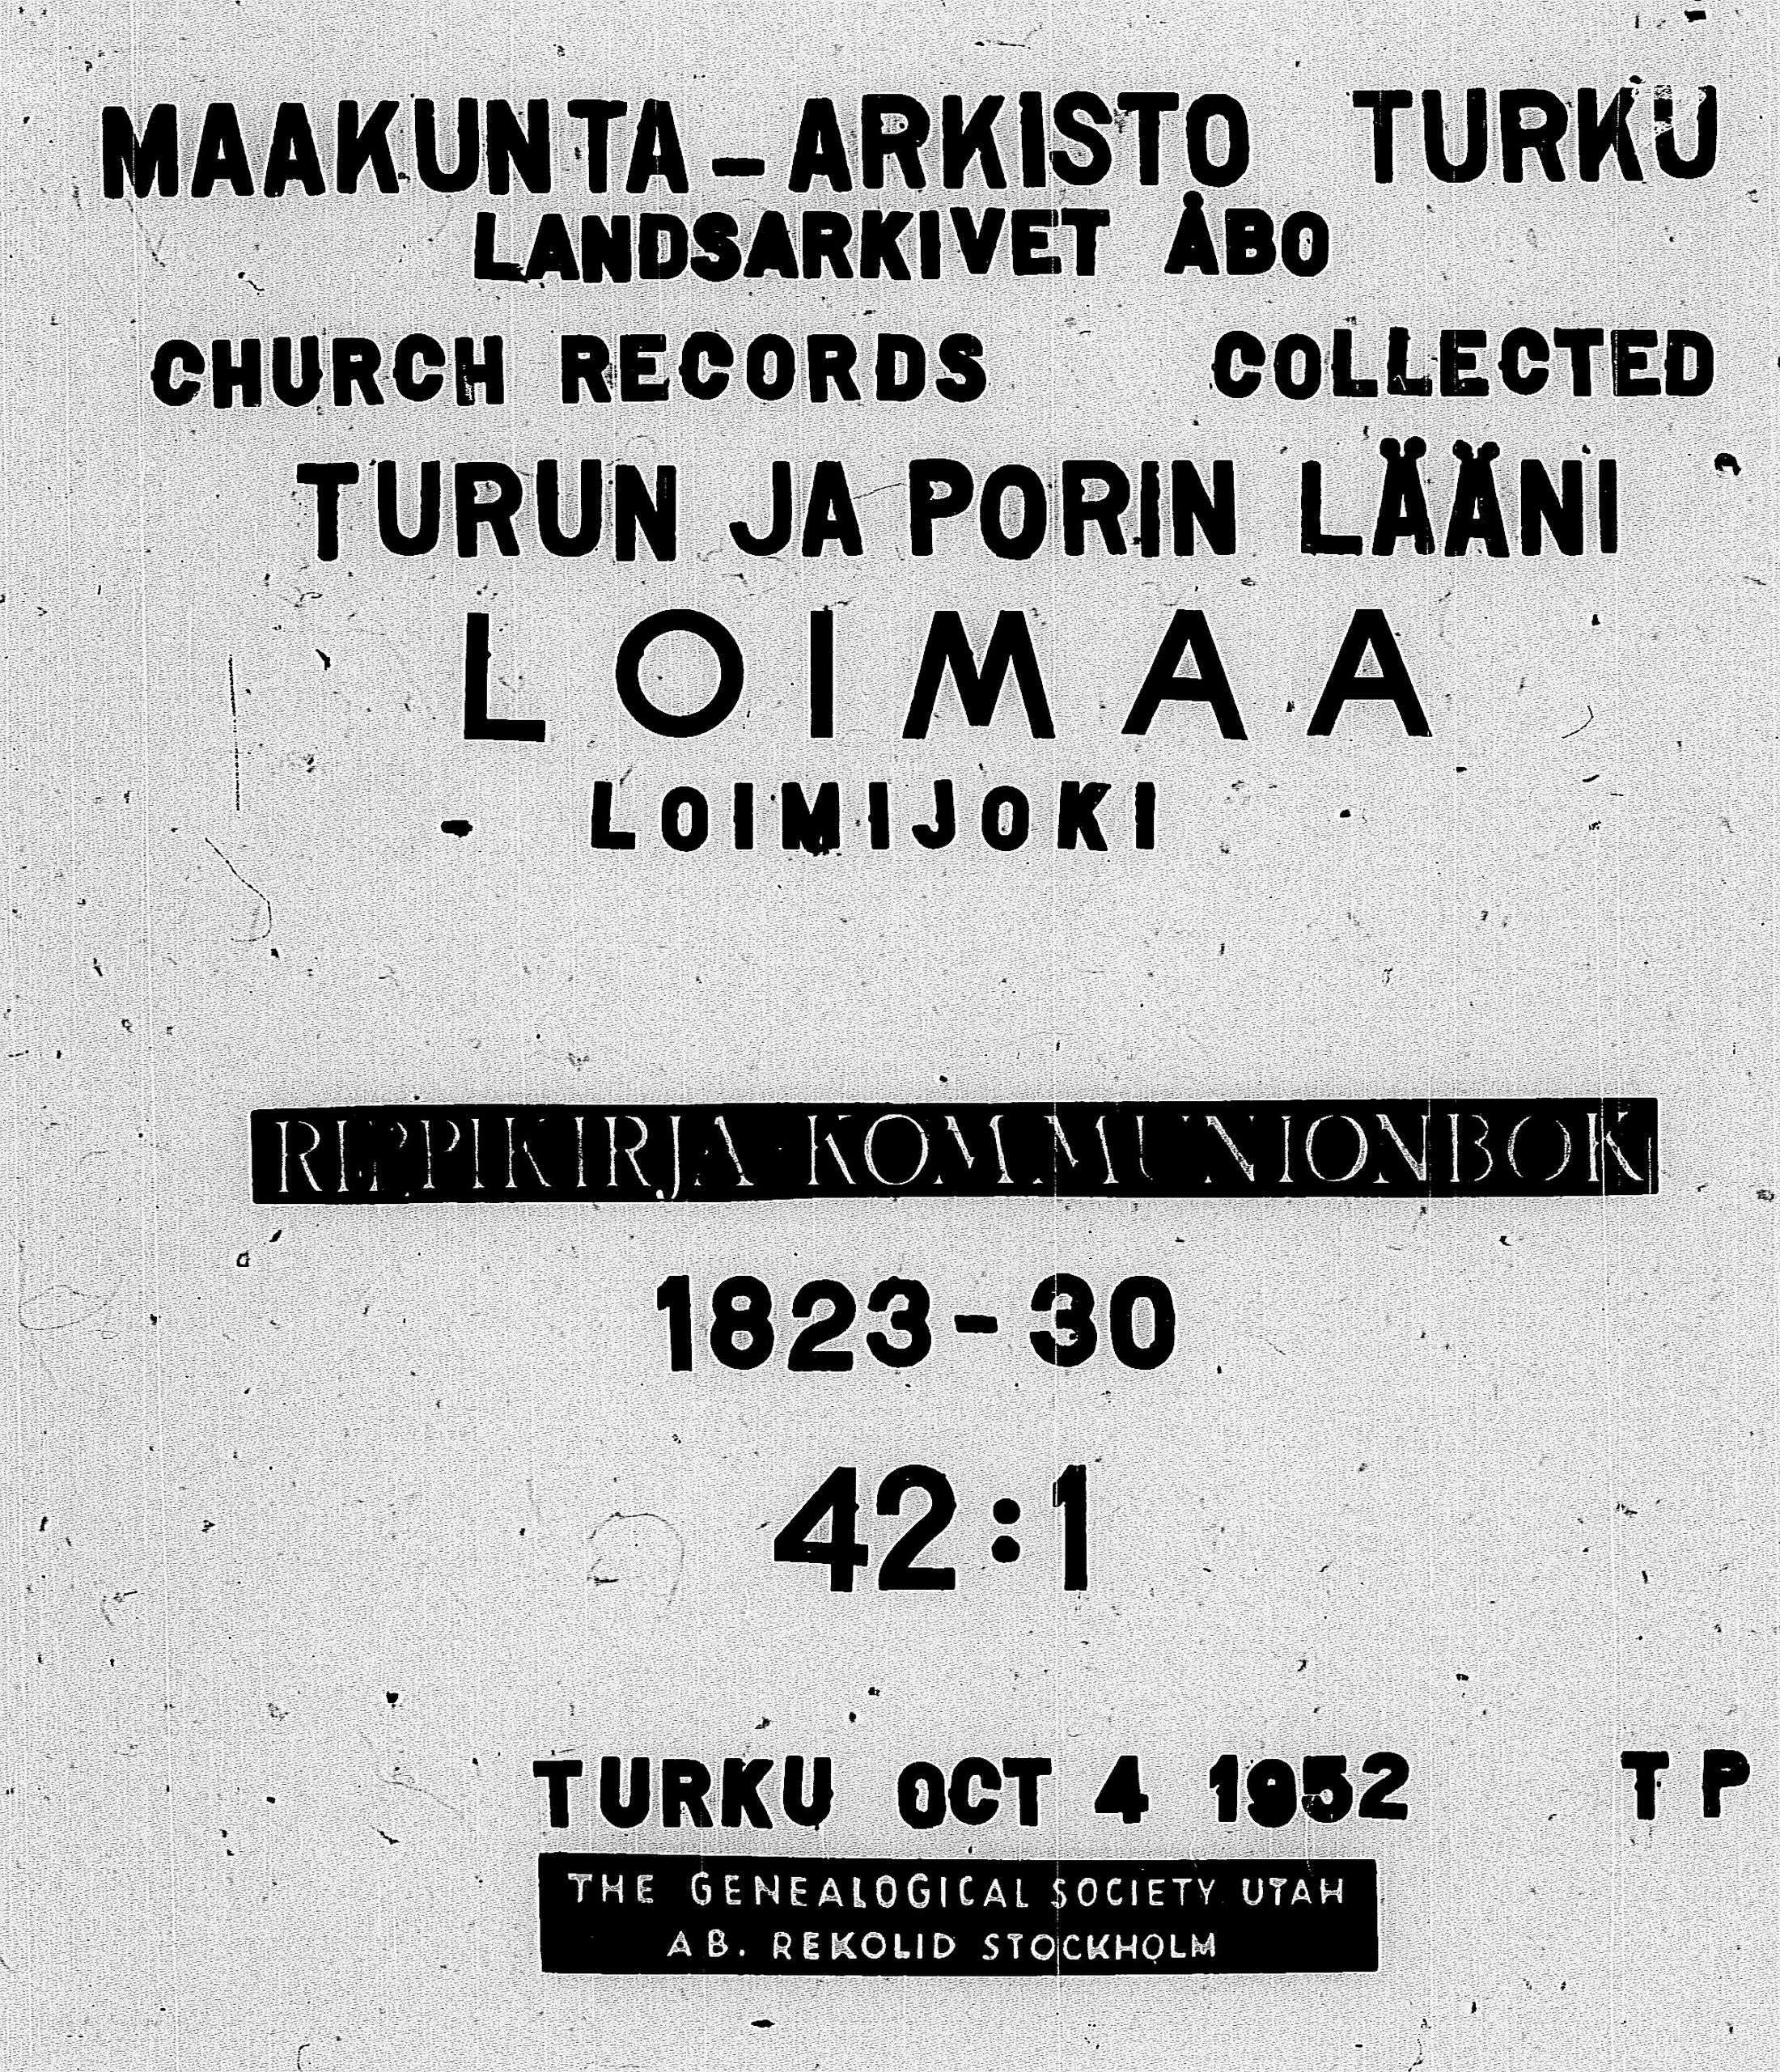 MAAKUNTA-ARKISTO TURKU
LANDSARKIVET ÅBO
CHURCH RECORDS COLLECTED
TURUN JA PORIN LÄÄNI
LOIMAA
LOIMIJOKI
RIPPIKIRJA KOMMUNIONBOK
1823-30
42:1
TURKU OCT 4 1952 T P
THE GENEALOGICAL SOCIETY UTAH
AB. REKOLID STOCKHOLM